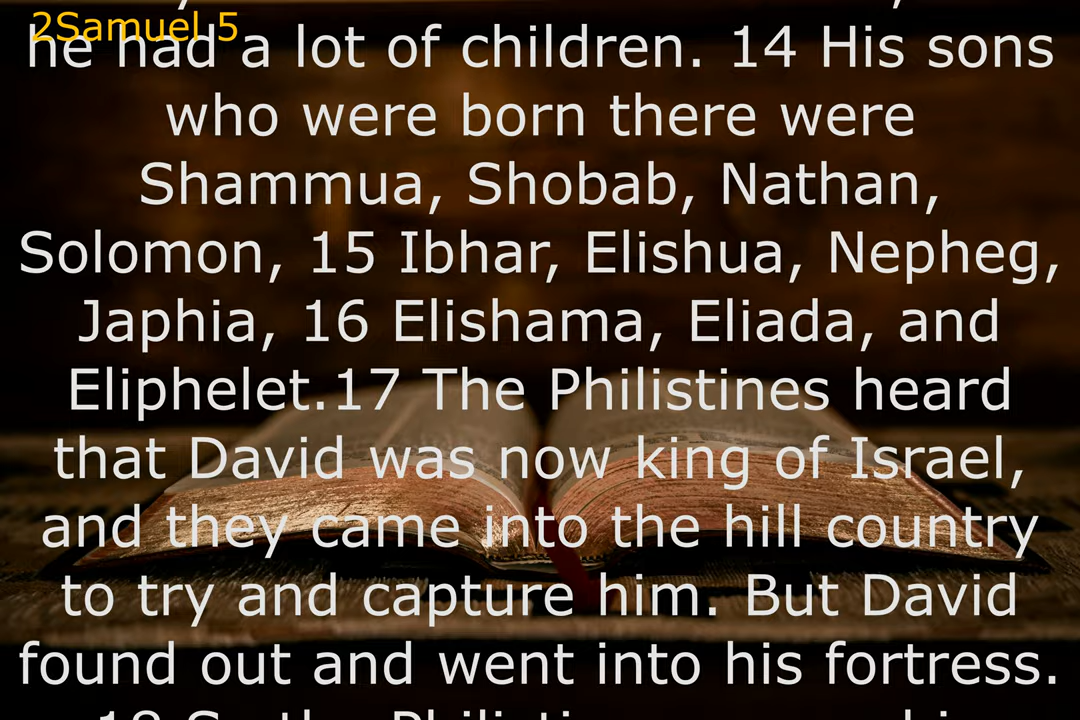 2Samuel 5
he had a lot of children. 14 His sons
who were born there were
Shammua, Shobab, Nathan,
Solomon, 15 Ibhar, Elishua, Nepheg,
Japhia, 16 Elishama, Eliada, and
Eliphelet.17 The Philistines heard
that David was now king of Israel,
and they came into the hill country
to try and capture him. But David
found out and went into his fortress.